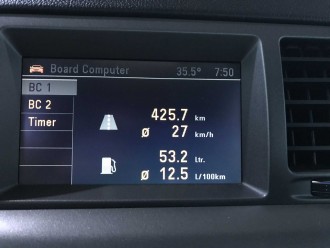 Board Computer 35.5° 7:50
BC 1
BC 2
Timer
425.7 km
Ø 27 km/h
53.2 Ltr.
Ø 12.5 L/100km